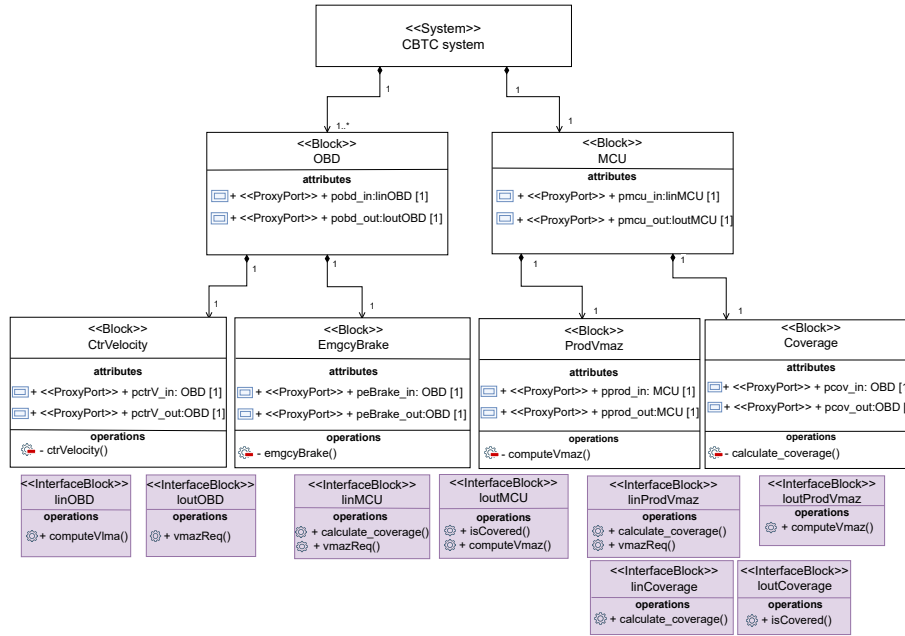 <<System>>
CBTC system
1
1
1..*
1
<<Block>>
OBD
attributes
+ <<ProxyPort>> + pobd_in:IinOBD [1]
+ <<ProxyPort>> + pobd_out:IoutOBD [1]
<<Block>>
MCU
attributes
+ <<ProxyPort>> + pmcu_in:IinMCU [1]
+ <<ProxyPort>> + pmcu_out:IoutMCU [1]
1
1
1
1
1
1
1
1
<<Block>>
CtrVelocity
attributes
+ <<ProxyPort>> + pctrV_in: OBD [1]
+ <<ProxyPort>> + pctrV_out:OBD [1]
operations
- ctrVelocity()
<<Block>>
EmgcyBrake
attributes
+ <<ProxyPort>> + peBrake_in: OBD [1]
+ <<ProxyPort>> + peBrake_out:OBD [1]
operations
- emgcyBrake()
<<Block>>
ProdVmaz
attributes
+ <<ProxyPort>> + pprod_in: MCU [1]
+ <<ProxyPort>> + pprod_out:MCU [1]
operations
- computeVmaz()
<<Block>>
Coverage
attributes
+ <<ProxyPort>> + pcov_in: OBD [1]
+ <<ProxyPort>> + pcov_out:OBD [1]
operations
- calculate_coverage()
<<InterfaceBlock>>
IinOBD
operations
+ computeVIma()
<<InterfaceBlock>>
IoutOBD
operations
+ vmazReq()
<<InterfaceBlock>>
IinMCU
operations
+ calculate_coverage()
+ vmazReq()
<<InterfaceBlock>>
IoutMCU
operations
+ isCovered()
+ computeVmaz()
<<InterfaceBlock>>
IinProdVmaz
operations
+ calculate_coverage()
+ vmazReq()
<<InterfaceBlock>>
IoutProdVmaz
operations
+ computeVmaz()
<<InterfaceBlock>>
IinCoverage
operations
+ calculate_coverage()
<<InterfaceBlock>>
IoutCoverage
operations
+ isCovered()